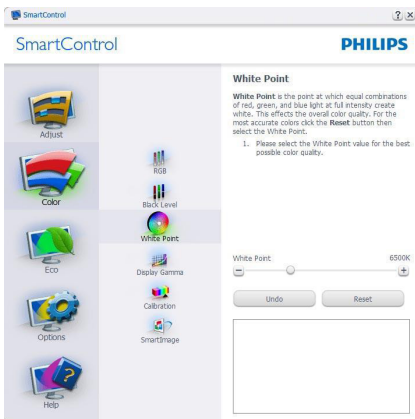 SmartControl
SmartControl
PHILIPS
Adjust
Color
Eco
Options
Help
RGB
Black Level
White Point
Display Gamma
Calibration
SmartImage
White Point
White Point is the point at which equal combinations
of red, green, and blue light at full intensity create
white. This effects the overall color quality. For the
most accurate colors click the Reset button then
select the White Point.
1. Please select the White Point value for the best
possible color quality.
White Point 6500K
Undo Reset